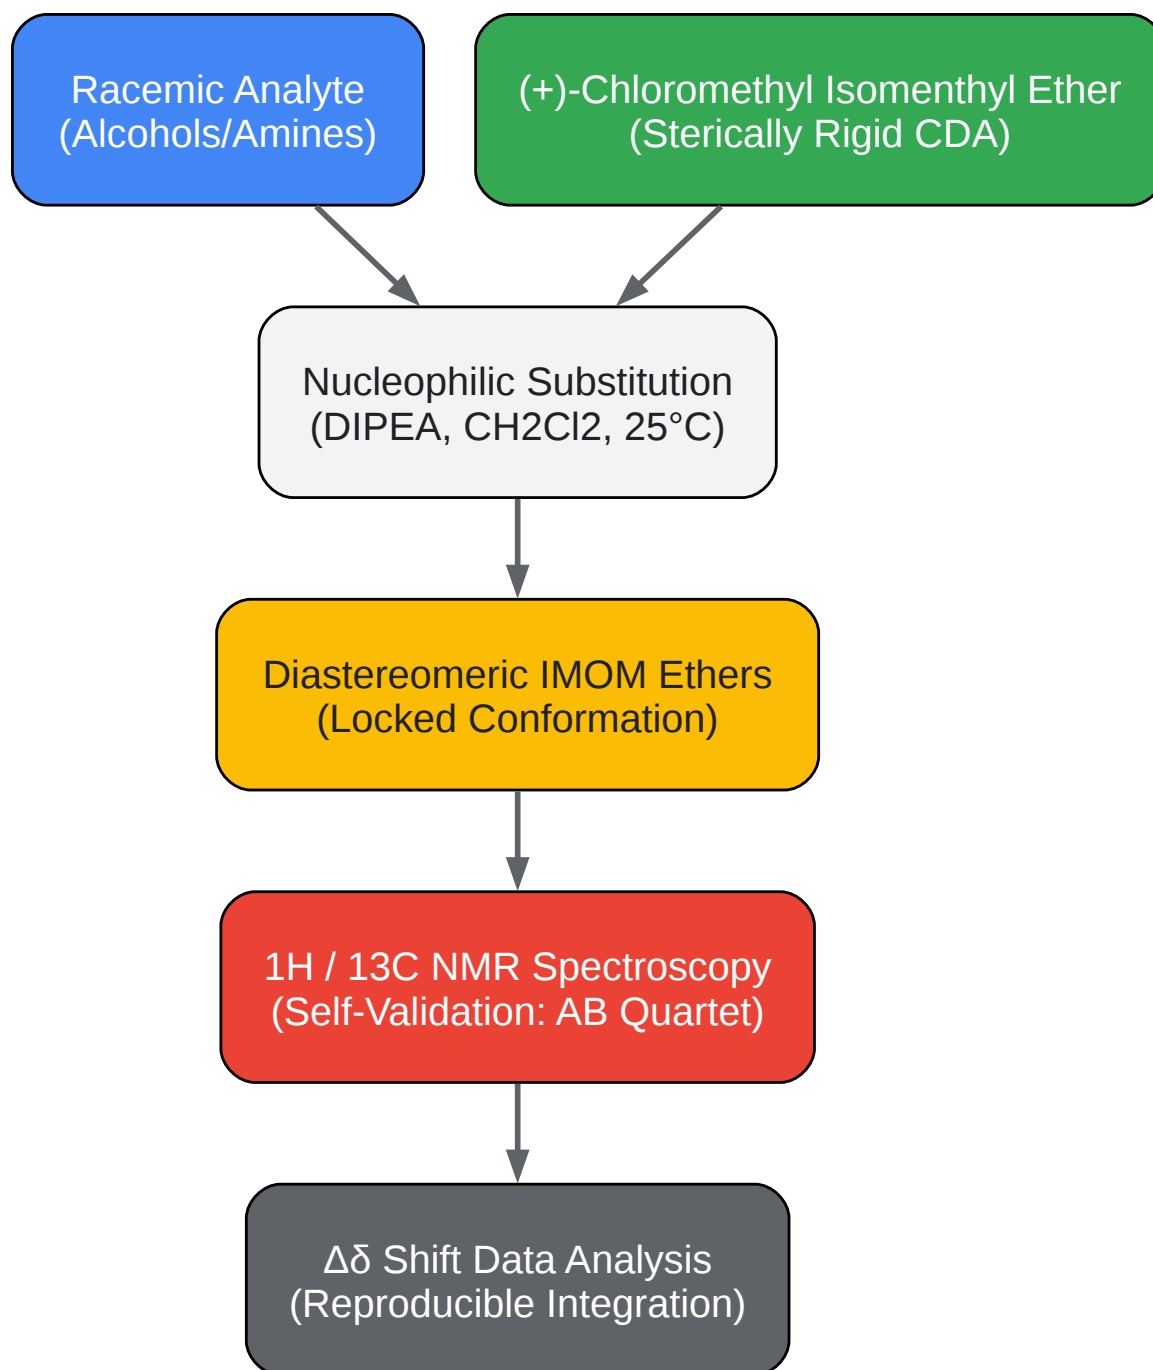 Racemic Analyte
(Alcohols/Amines)
(+)-Chloromethyl Isomenthyl Ether
(Sterically Rigid CDA)
Nucleophilic Substitution
(DIPEA, CH2Cl2, 25°C)
Diastereomeric IMOM Ethers
(Locked Conformation)
1H / 13C NMR Spectroscopy
(Self-Validation: AB Quartet)
Δδ Shift Data Analysis
(Reproducible Integration)